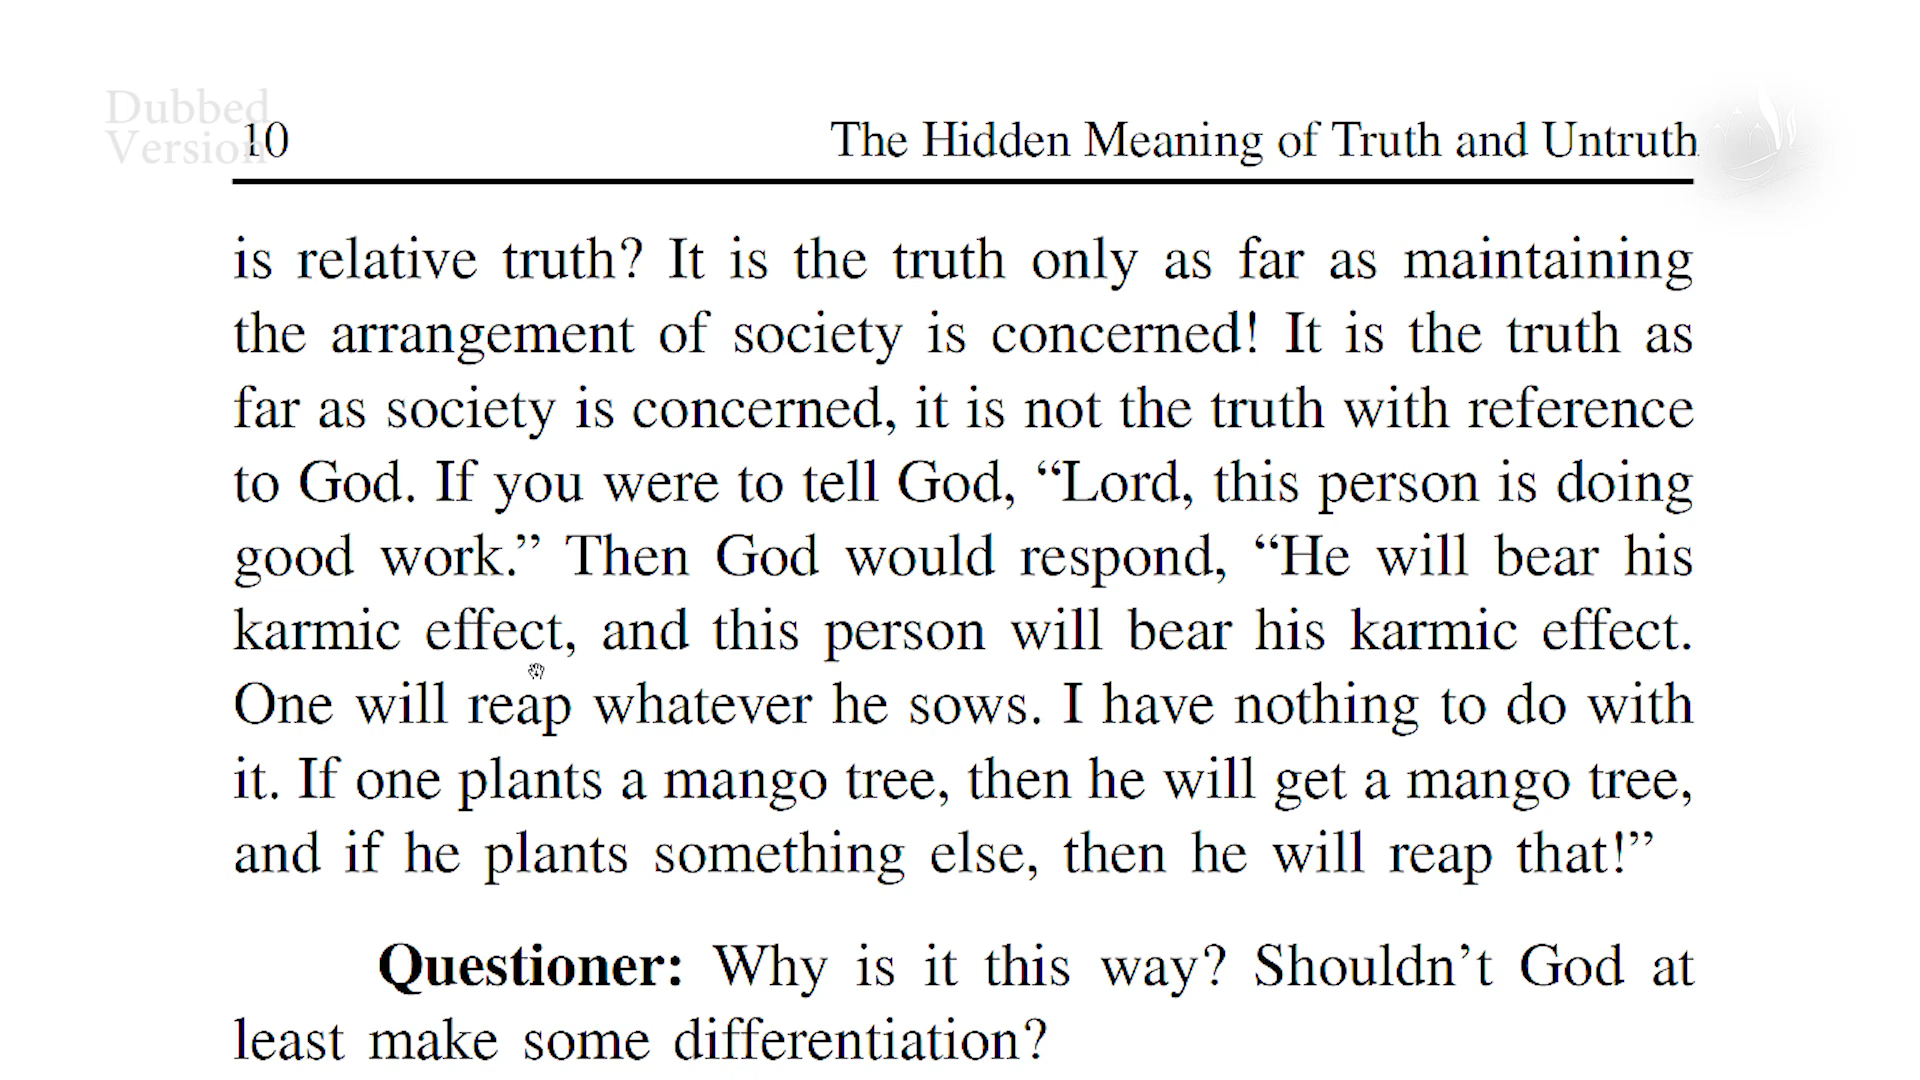 Dubbed
Version
10 The Hidden Meaning of Truth and Untruth
is relative truth? It is the truth only as far as maintaining
the arrangement of society is concerned! It is the truth as
far as society is concerned, it is not the truth with reference
to God. If you were to tell God, “Lord, this person is doing
good work.” Then God would respond, “He will bear his
karmic effect, and this person will bear his karmic effect.
One will reap whatever he sows. I have nothing to do with
it. If one plants a mango tree, then he will get a mango tree,
and if he plants something else, then he will reap that!”
Questioner: Why is it this way? Shouldn’t God at
least make some differentiation?